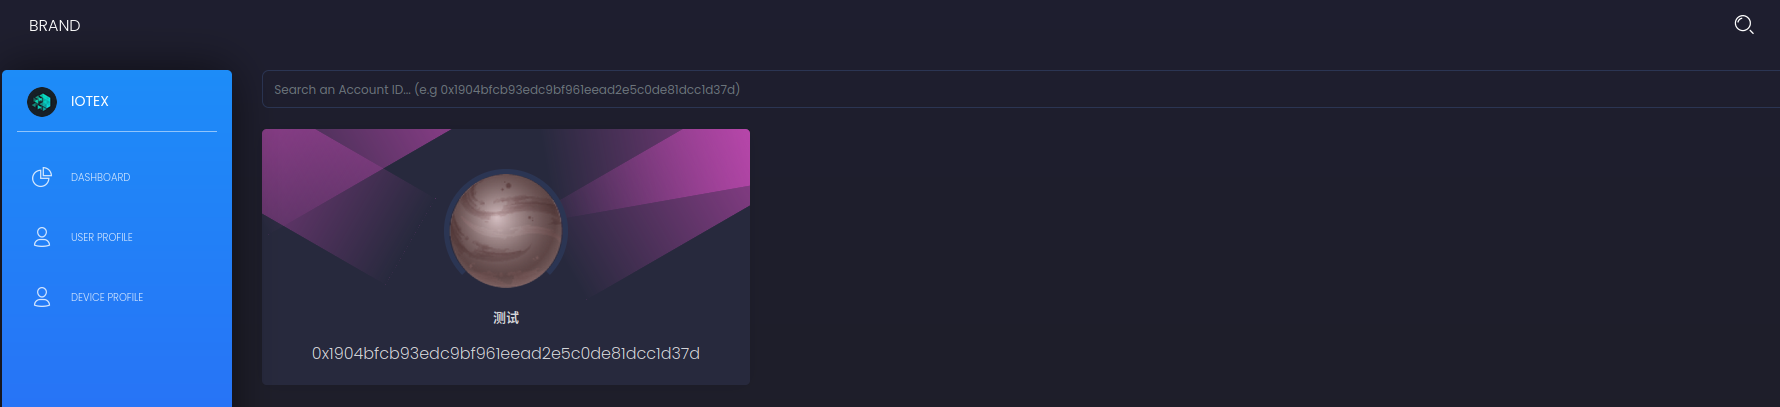 BRAND
IOTEX
DASHBOARD
USER PROFILE
DEVICE PROFILE
Search an Account ID... (e.g 0x1904bfcb93edc9bf961eead2e5c0de81dcc1d37d)
测试
0x1904bfcb93edc9bf961eead2e5c0de81dcc1d37d